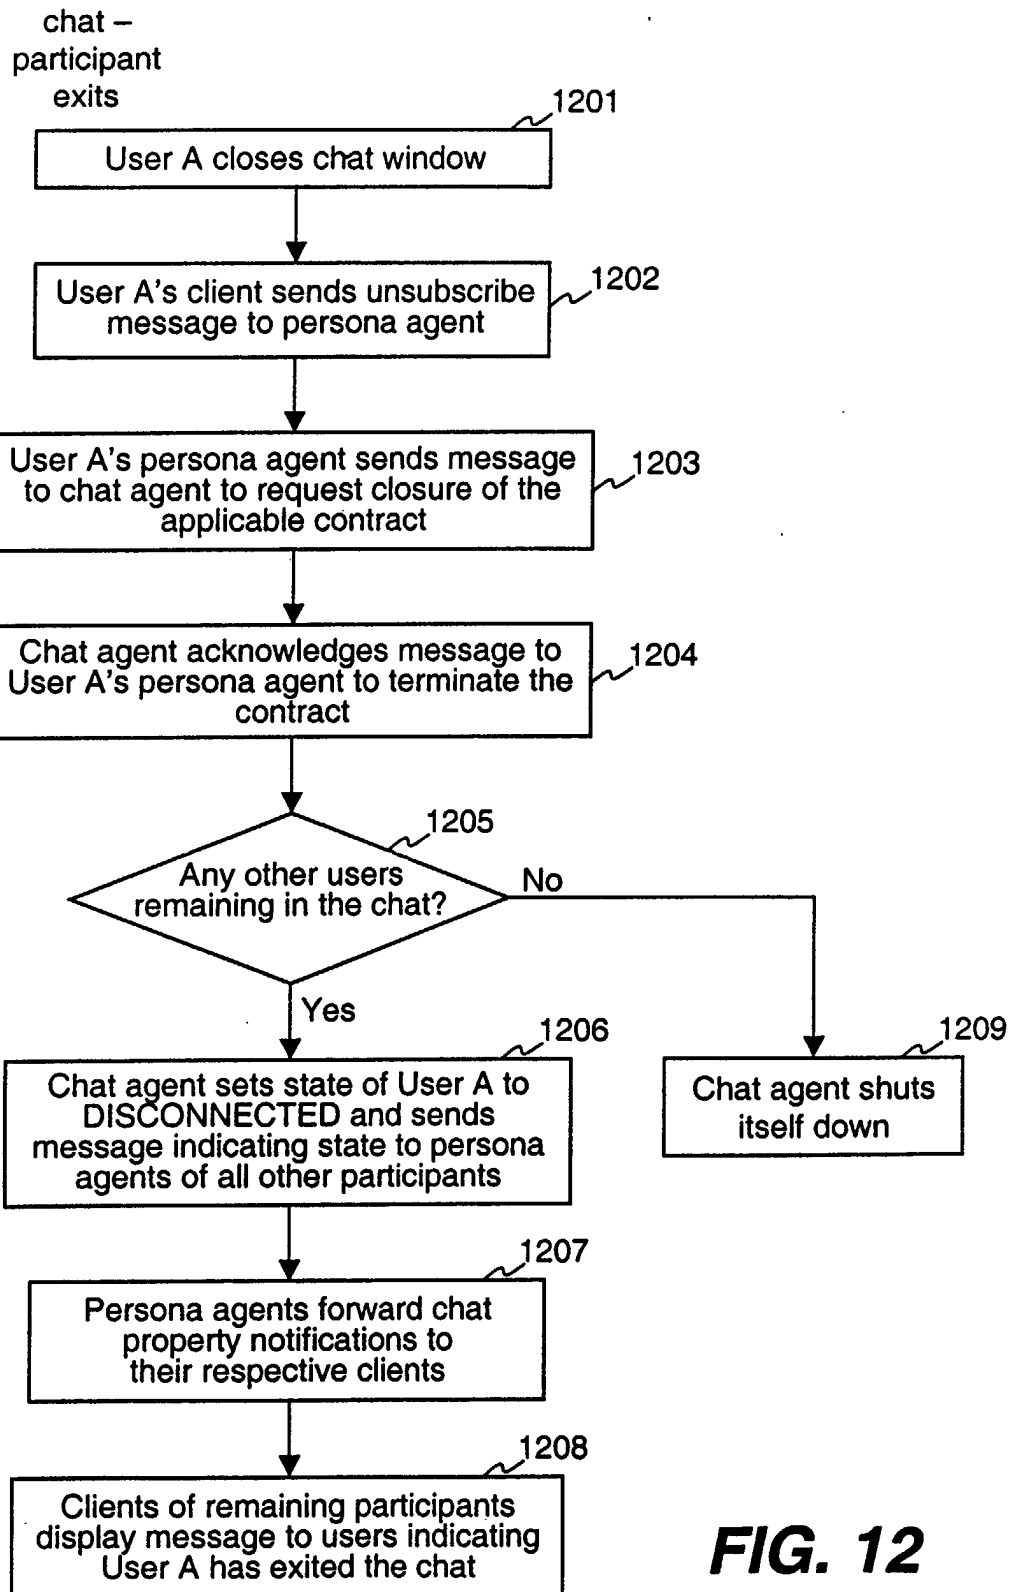 chat –
participant
exits
1201
User A closes chat window
1202
User A's client sends unsubscribe
message to persona agent
1203
User A's persona agent sends message
to chat agent to request closure of the
applicable contract
1204
Chat agent acknowledges message to
User A's persona agent to terminate the
contract
1205
Any other users
remaining in the chat?
No
Yes
1206
Chat agent sets state of User A to
DISCONNECTED and sends
message indicating state to persona
agents of all other participants
1209
Chat agent shuts
itself down
1207
Persona agents forward chat
property notifications to
their respective clients
1208
Clients of remaining participants
display message to users indicating
User A has exited the chat
FIG. 12